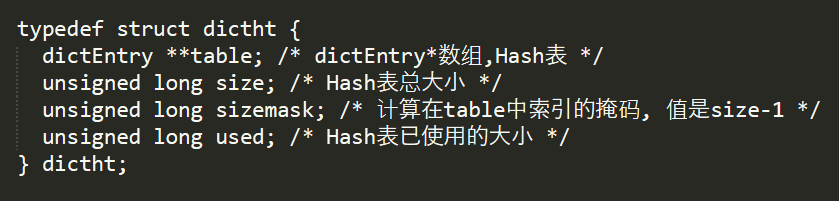 typedef struct dictht {
dictEntry **table; /* dictEntry*数组,Hash表 */
unsigned long size; /* Hash表总大小 */
unsigned long sizemask; /* 计算在table中索引的掩码, 值是size-1 */
unsigned long used; /* Hash表已使用的大小 */
} dictht;